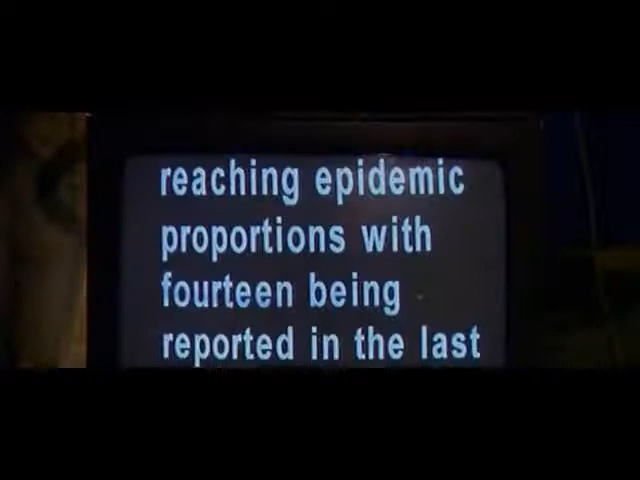 reaching epidemic
proportions with
fourteen being
reported in the last